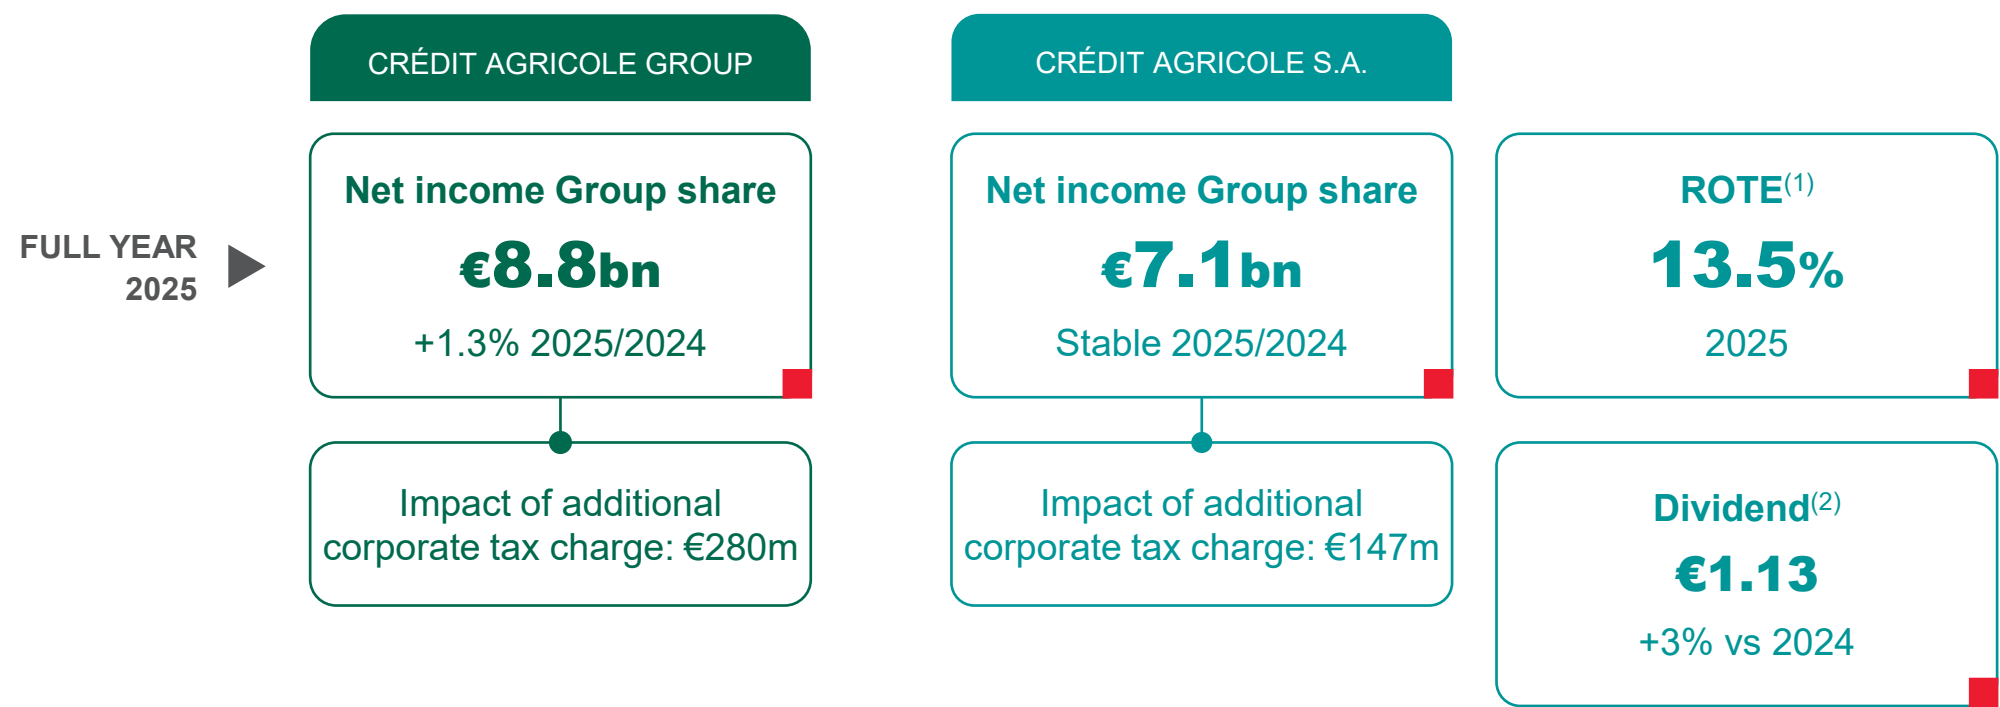 CRÉDIT AGRICOLE GROUP
CRÉDIT AGRICOLE S.A.
FULL YEAR
2025
Net income Group share
€8.8bn
+1.3% 2025/2024
Impact of additional
corporate tax charge: €280m
Net income Group share
€7.1bn
Stable 2025/2024
Impact of additional
corporate tax charge: €147m
ROTE(1)
13.5%
2025
Dividend(2)
€1.13
+3% vs 2024